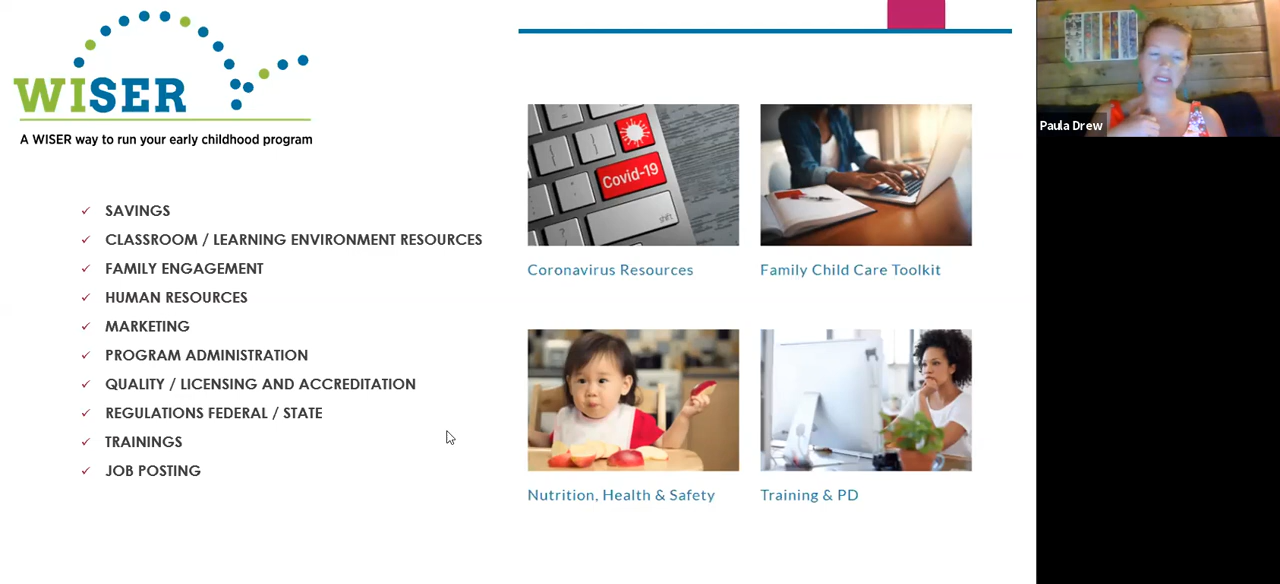 WISER
A WISER way to run your early childhood program
SAVINGS
CLASSROOM / LEARNING ENVIRONMENT RESOURCES
FAMILY ENGAGEMENT
HUMAN RESOURCES
MARKETING
PROGRAM ADMINISTRATION
QUALITY / LICENSING AND ACCREDITATION
REGULATIONS FEDERAL / STATE
TRAININGS
JOB POSTING
Covid-19
shift
Coronavirus Resources
Family Child Care Toolkit
Nutrition, Health & Safety
Training & PD
Paula Drew